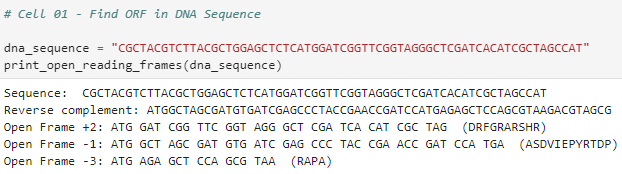 # Cell 01 - Find ORF in DNA Sequence
dna_sequence = "CGCTACGTCTTACGCTGGAGCTCTCATGGATCGGTTCGGTAGGGCTCGATCACATCGCTAGCCAT"
print_open_reading_frames(dna_sequence)
Sequence: CGCTACGTCTTACGCTGGAGCTCTCATGGATCGGTTCGGTAGGGCTCGATCACATCGCTAGCCAT
Reverse complement: ATGGCTAGCGATGTGATCGAGCCCTACCGAACCGATCCATGAGAGCTCCAGCGTAAGACGTAGCG
Open Frame +2: ATG GAT CGG TTC GGT AGG GCT CGA TCA CAT CGC TAG (DRFGRARSHR)
Open Frame -1: ATG GCT AGC GAT GTG ATC GAG CCC TAC CGA ACC GAT CCA TGA (ASDVIEPYRTDP)
Open Frame -3: ATG AGA GCT CCA GCG TAA (RAPA)